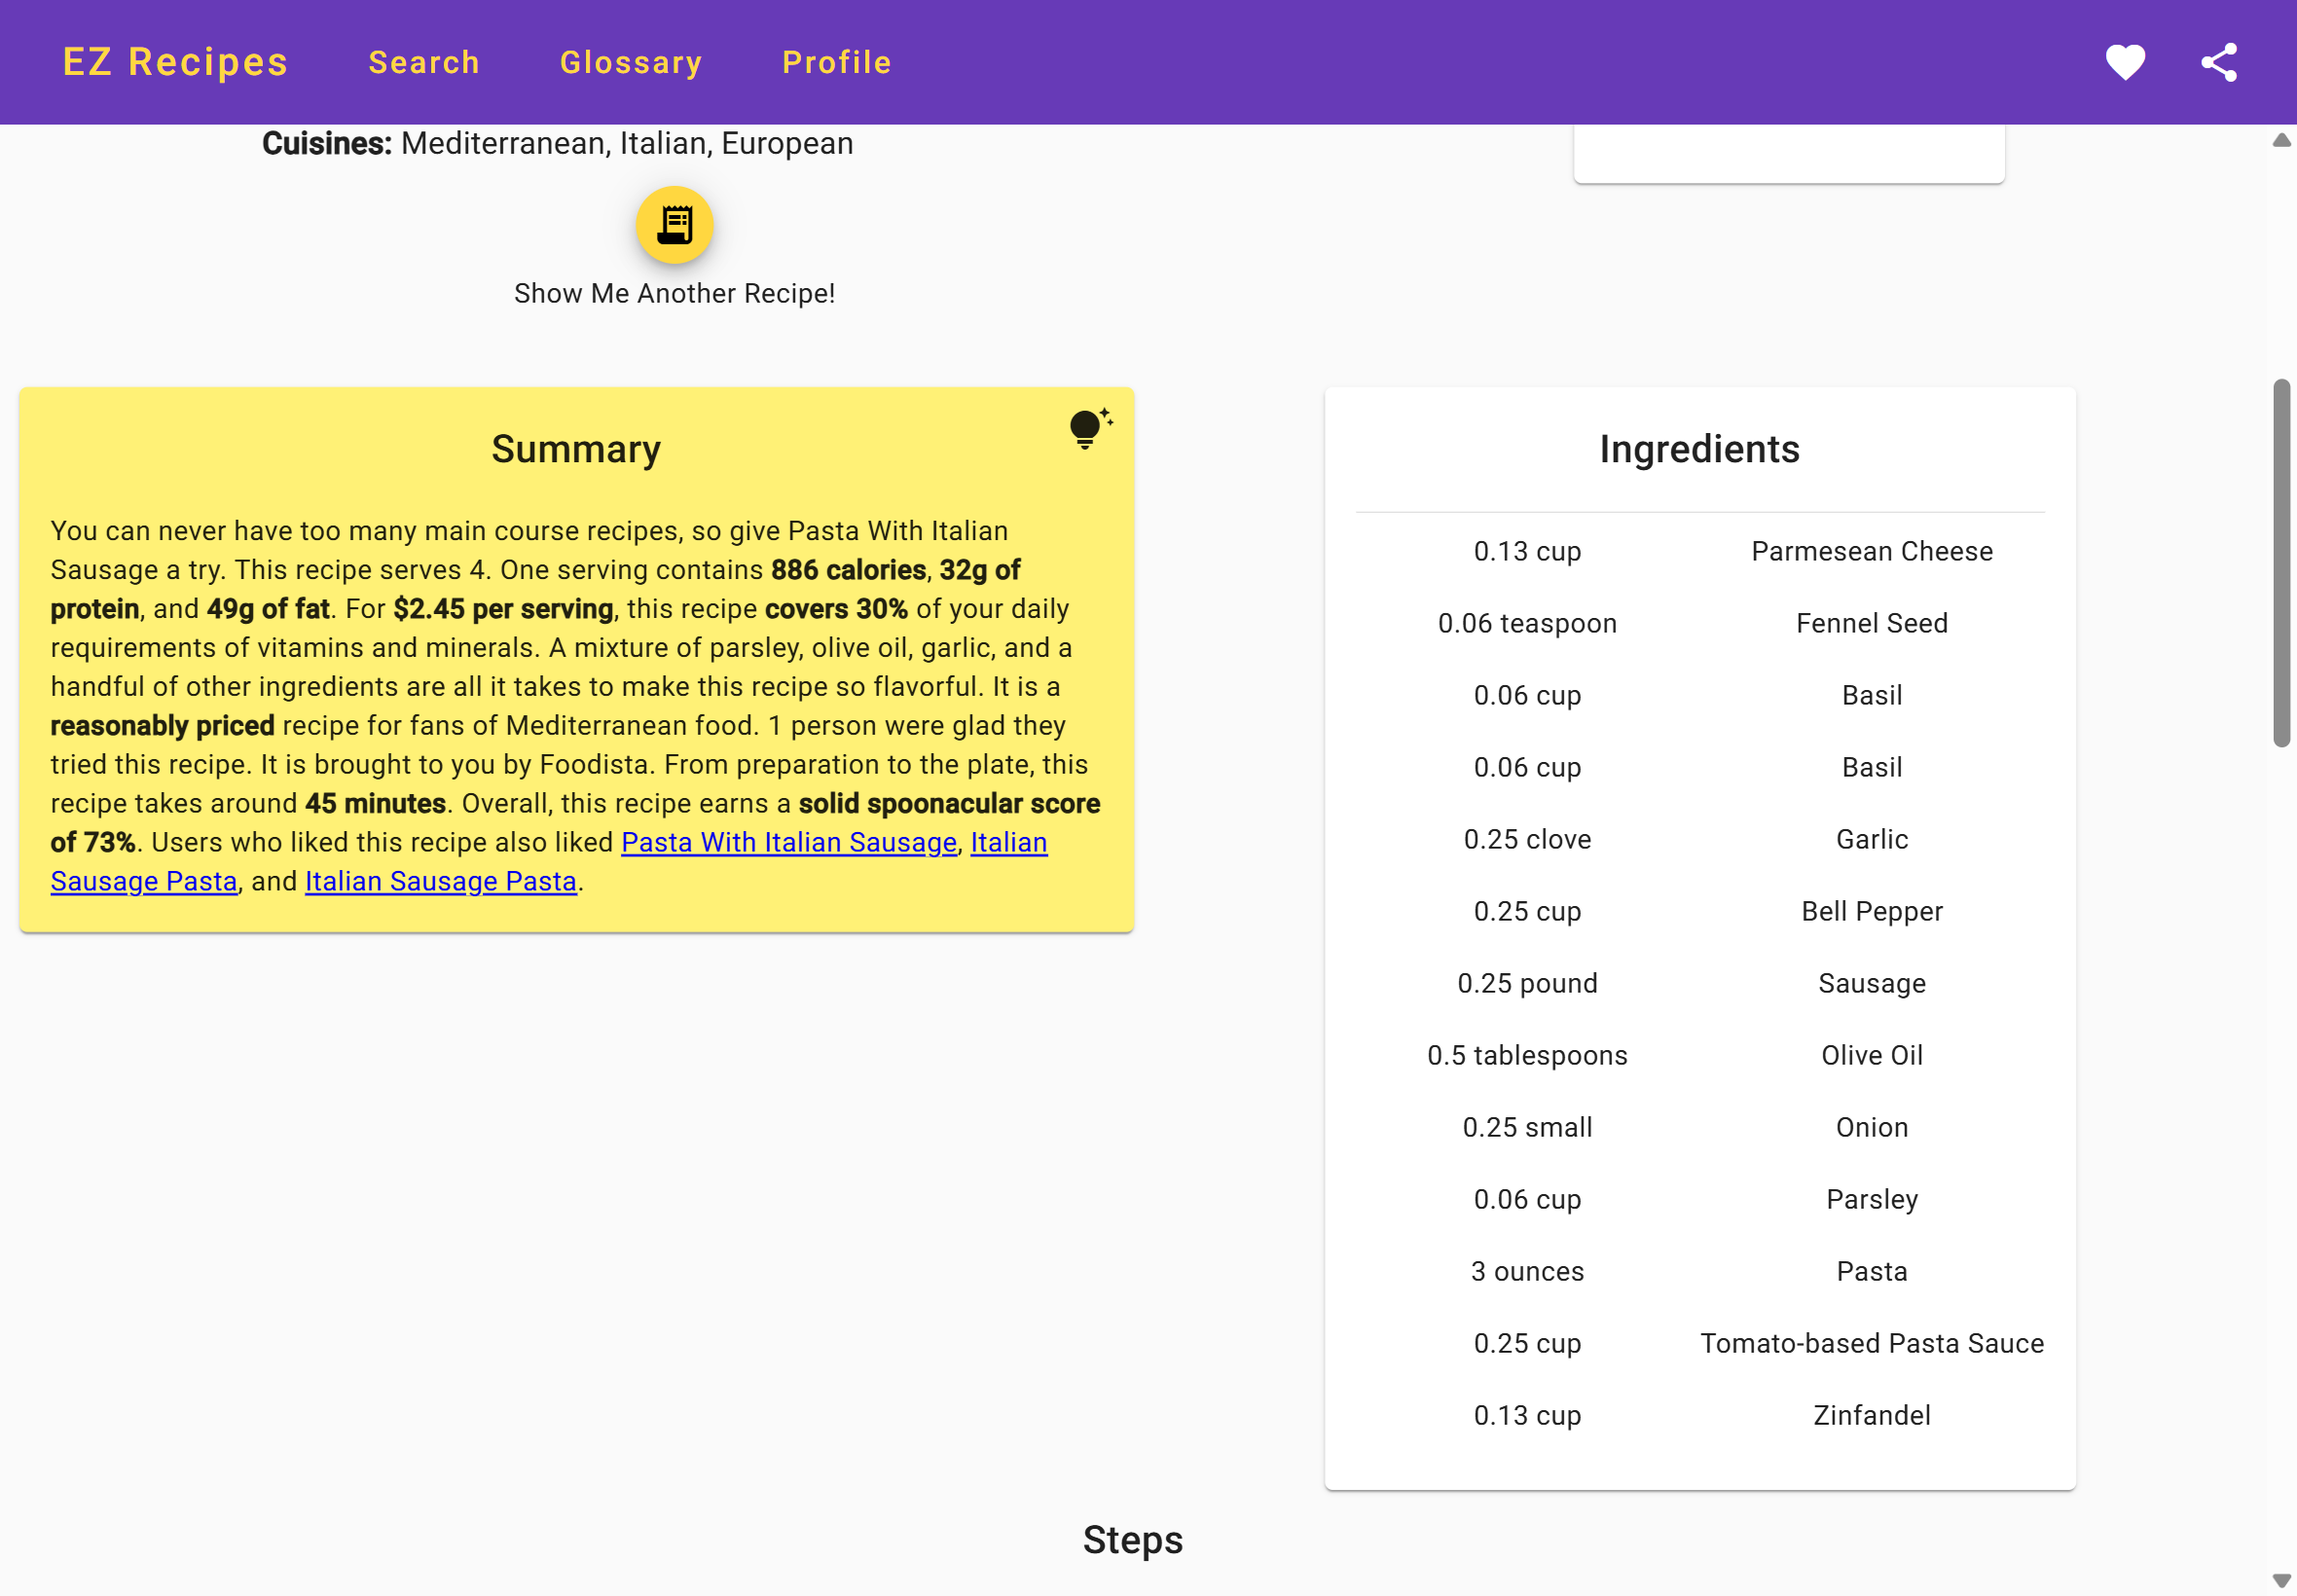 EZ Recipes Search Glossary Profile
Cuisines: Mediterranean, Italian, European
Show Me Another Recipe!
Summary
You can never have too many main course recipes, so give Pasta With Italian
Sausage a try. This recipe serves 4. One serving contains 886 calories, 32g of
protein, and 49g of fat. For $2.45 per serving, this recipe covers 30% of your daily
requirements of vitamins and minerals. A mixture of parsley, olive oil, garlic, and a
handful of other ingredients are all it takes to make this recipe so flavorful. It is a
reasonably priced recipe for fans of Mediterranean food. 1 person were glad they
tried this recipe. It is brought to you by Foodista. From preparation to the plate, this
recipe takes around 45 minutes. Overall, this recipe earns a solid spoonacular score
of 73%. Users who liked this recipe also liked Pasta With Italian Sausage, Italian
Sausage Pasta, and Italian Sausage Pasta.
Ingredients
0.13 cup Parmesean Cheese
0.06 teaspoon Fennel Seed
0.06 cup Basil
0.06 cup Basil
0.25 clove Garlic
0.25 cup Bell Pepper
0.25 pound Sausage
0.5 tablespoons Olive Oil
0.25 small Onion
0.06 cup Parsley
3 ounces Pasta
0.25 cup Tomato-based Pasta Sauce
0.13 cup Zinfandel
Steps